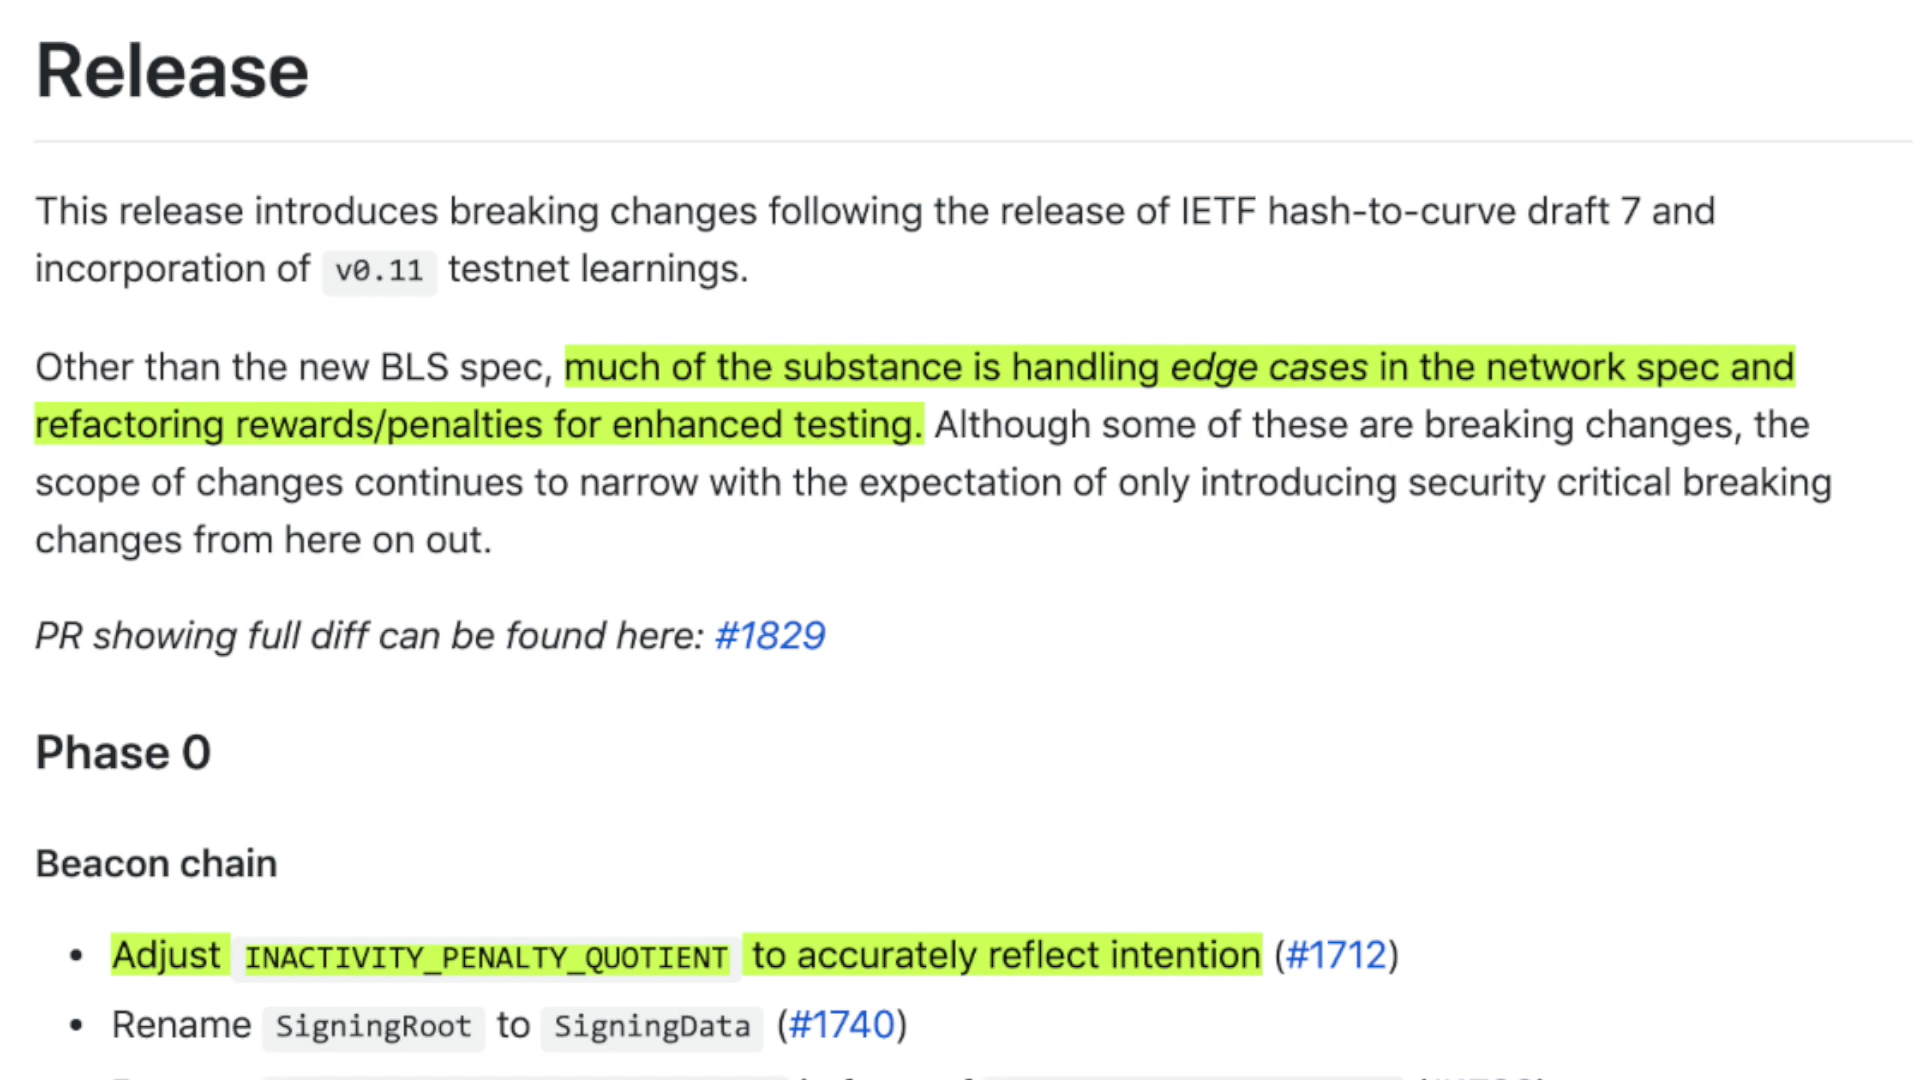 Release
This release introduces breaking changes following the release of IETF hash-to-curve draft 7 and
incorporation of v0.11 testnet learnings.
Other than the new BLS spec, much of the substance is handling edge cases in the network spec and
refactoring rewards/penalties for enhanced testing. Although some of these are breaking changes, the
scope of changes continues to narrow with the expectation of only introducing security critical breaking
changes from here on out.
PR showing full diff can be found here: #1829
Phase 0
Beacon chain
• Adjust INACTIVITY_PENALTY_QUOTIENT to accurately reflect intention (#1712)
• Rename SigningRoot to SigningData (#1740)